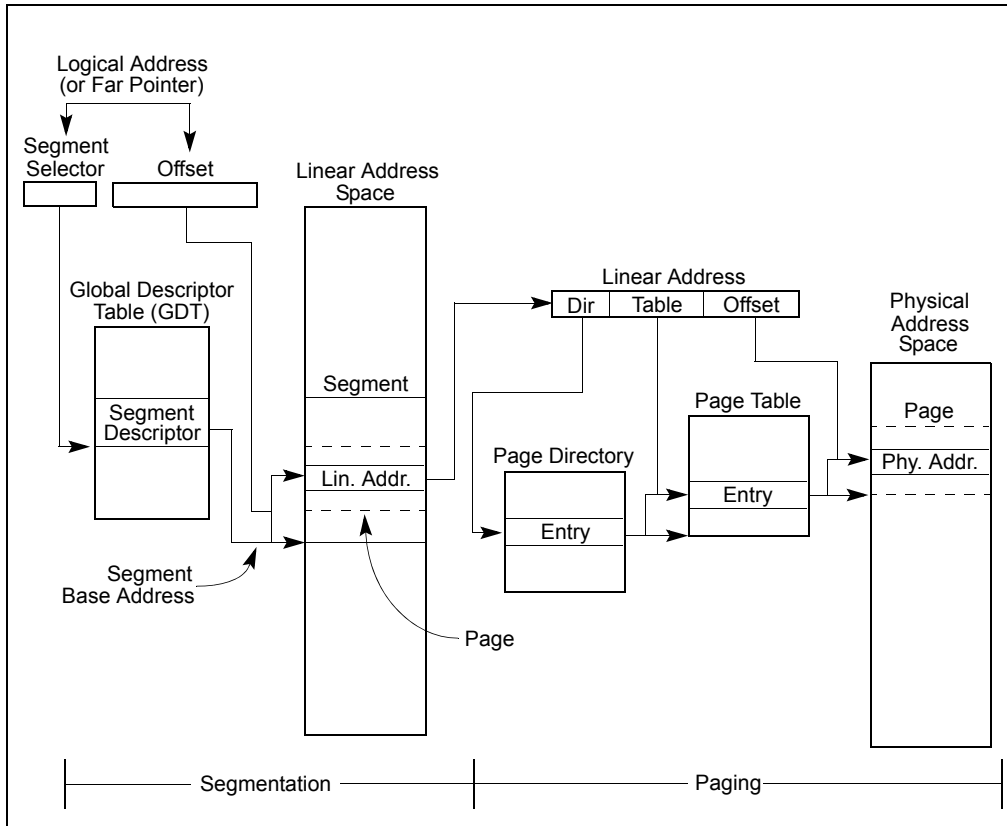 Logical Address
(or Far Pointer)
Segment
Selector
Offset
Linear Address
Space
Global Descriptor
Table (GDT)
Segment
Descriptor
Segment
Lin. Addr.
Segment
Base Address
Page
Linear Address
Dir
Table
Offset
Physical
Address
Space
Page Table
Page Directory
Entry
Entry
Page
Phy. Addr.
Segmentation
Paging